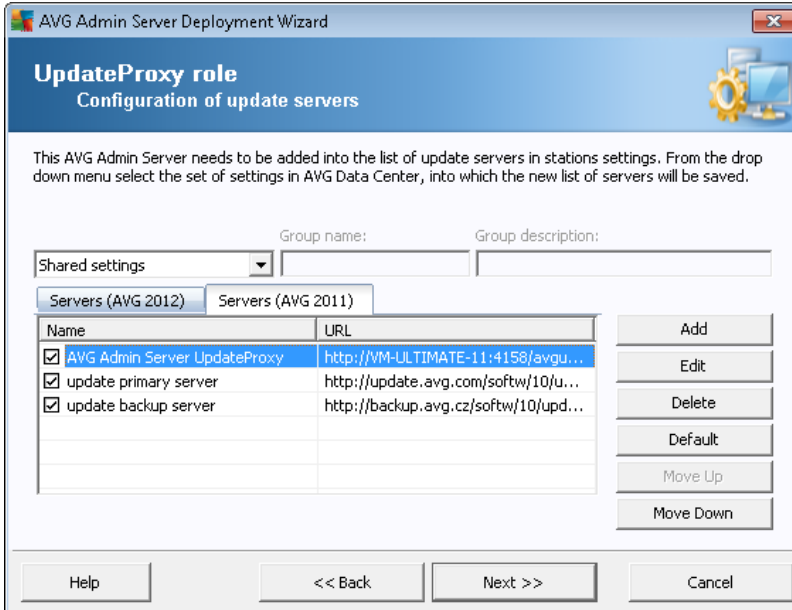 AVG Admin Server Deployment Wizard
UpdateProxy role
Configuration of update servers
This AVG Admin Server needs to be added into the list of update servers in stations settings. From the drop
down menu select the set of settings in AVG Data Center, into which the new list of servers will be saved.
Group name: Group description:
Shared settings
Servers (AVG 2012) Servers (AVG 2011)
Name URL
AVG Admin Server UpdateProxy http://VM-ULTIMATE-11:4158/avgu...
update primary server http://update.avg.com/softw/10/u...
update backup server http://backup.avg.cz/softw/10/upd...
Add
Edit
Delete
Default
Move Up
Move Down
Help << Back Next >> Cancel